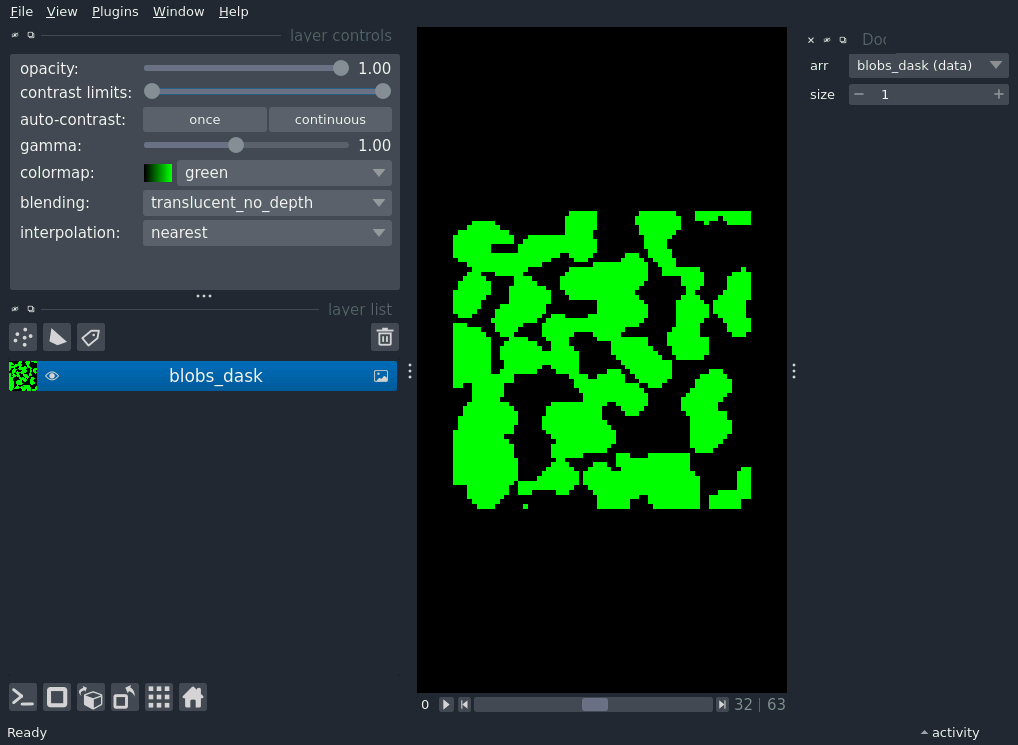 File View Plugins Window Help
layer controls
opacity: 1.00
contrast limits:
auto-contrast: once continuous
gamma: 1.00
colormap: green
blending: translucent_no_depth
interpolation: nearest
layer list
blobs_dask
arr blobs_dask (data)
size 1
0 32 | 63
Ready
activity